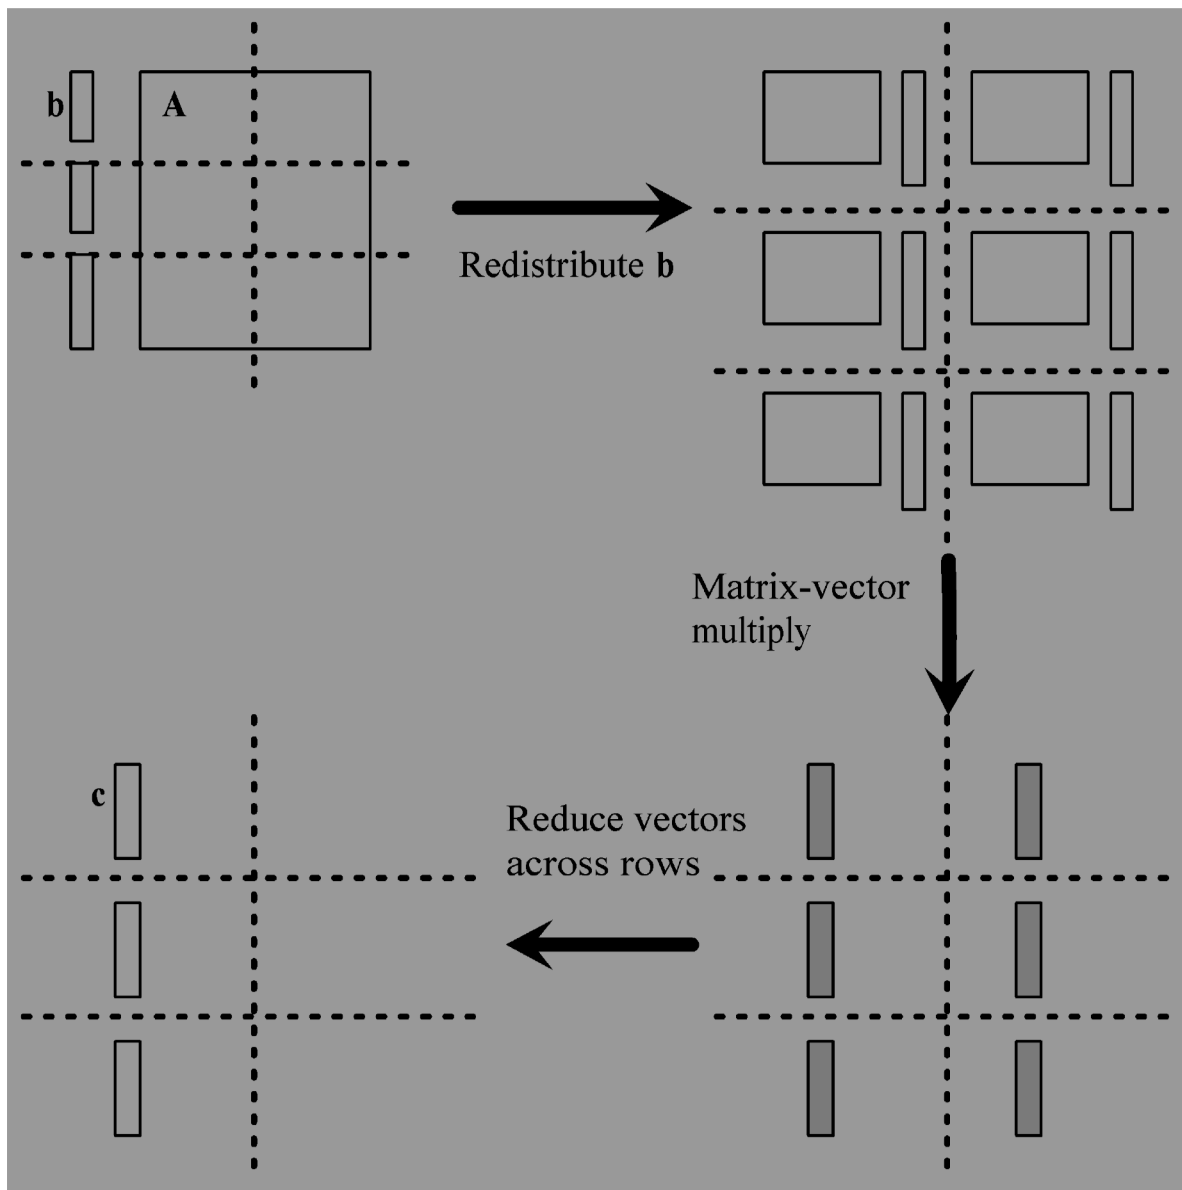 b
A
Redistribute b
Matrix-vector
multiply
Reduce vectors
across rows
c